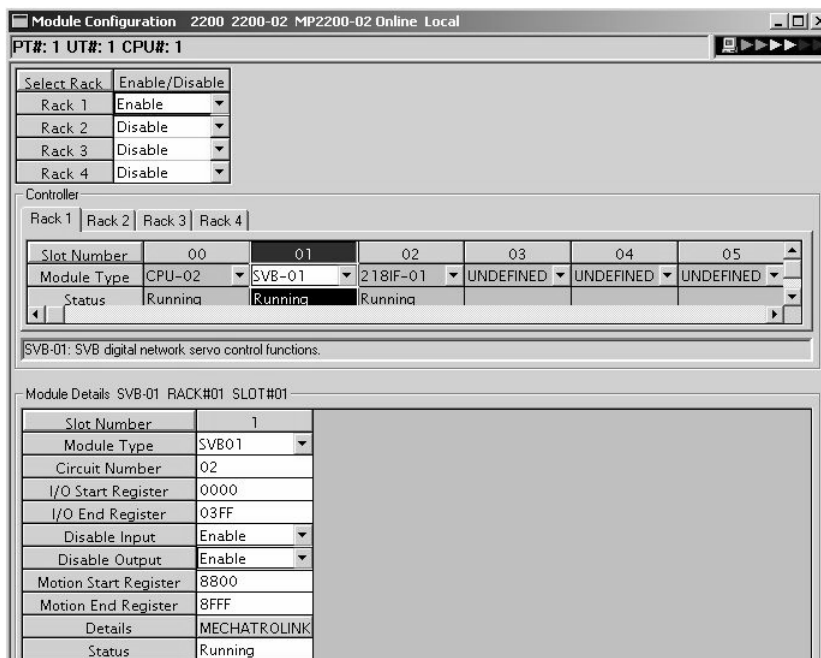 Module Configuration 2200 2200-02 MP2200-02 Online Local
PT#: 1 UT#: 1 CPU#: 1
Select Rack Enable/Disable
Rack 1 Enable
Rack 2 Disable
Rack 3 Disable
Rack 4 Disable
Controller
Rack 1 Rack 2 Rack 3 Rack 4
Slot Number 00 01 02 03 04 05
Module Type CPU-02 SVB-01 218IF-01 UNDEFINED UNDEFINED UNDEFINED
Status Running Running Running
SVB-01: SVB digital network servo control functions.
Module Details SVB-01 RACK#01 SLOT#01
Slot Number 1
Module Type SVB01
Circuit Number 02
I/O Start Register 0000
I/O End Register 03FF
Disable Input Enable
Disable Output Enable
Motion Start Register 8800
Motion End Register 8FFF
Details MECHATROLINK
Status Running